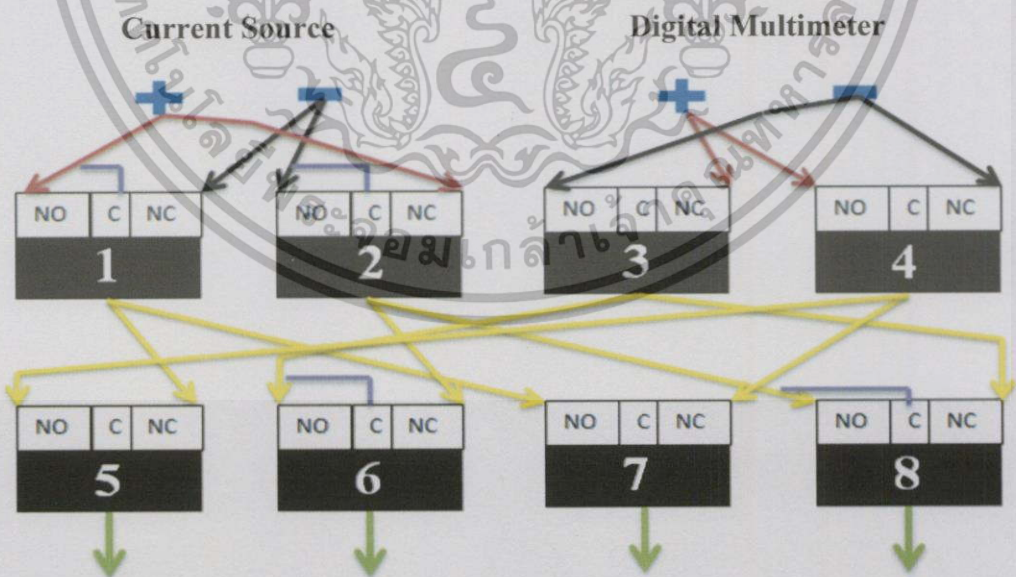 Current Source
Digital Multimeter
+ - + -
NO C NC NO C NC NO C NC NO C NC
1 2 3 4
NO C NC NO C NC NO C NC NO C NC
5 6 7 8